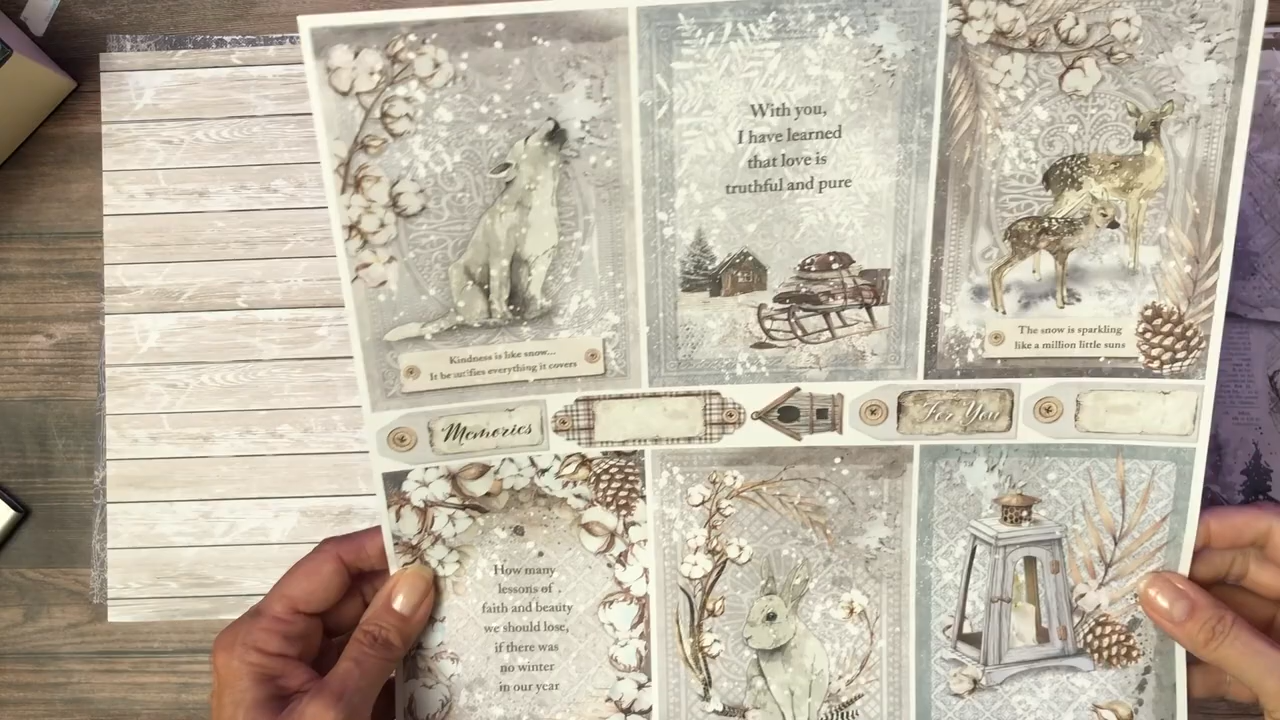 With you,
I have learned
that love is
truthful and pure
Kindness is like snow...
It beautifies everything it covers
The snow is sparkling
like a million little suns
Memories
For You
How many
lessons of
faith and beauty
we should lose,
if there was
no winter
in our year